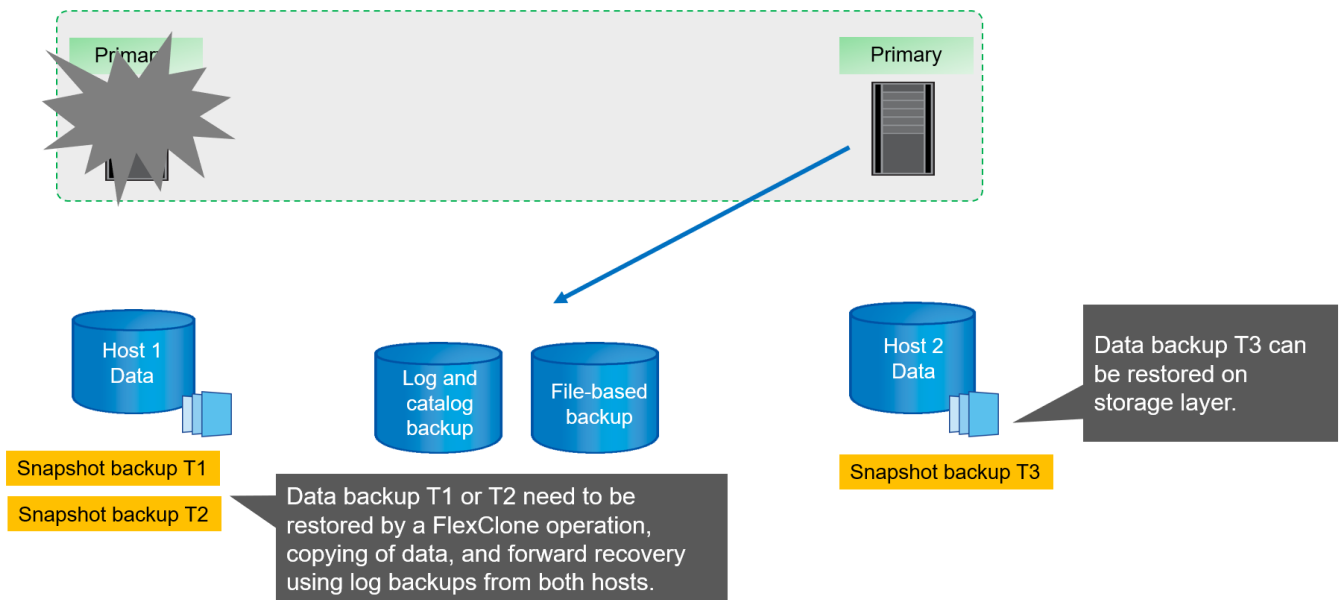 Primar
Primary
Host 1
Data
Log and
catalog
backup
File-based
backup
Host 2
Data
Data backup T3 can
be restored on
storage layer.
Snapshot backup T1
Snapshot backup T2
Snapshot backup T3
Data backup T1 or T2 need to be
restored by a FlexClone operation,
copying of data, and forward recovery
using log backups from both hosts.